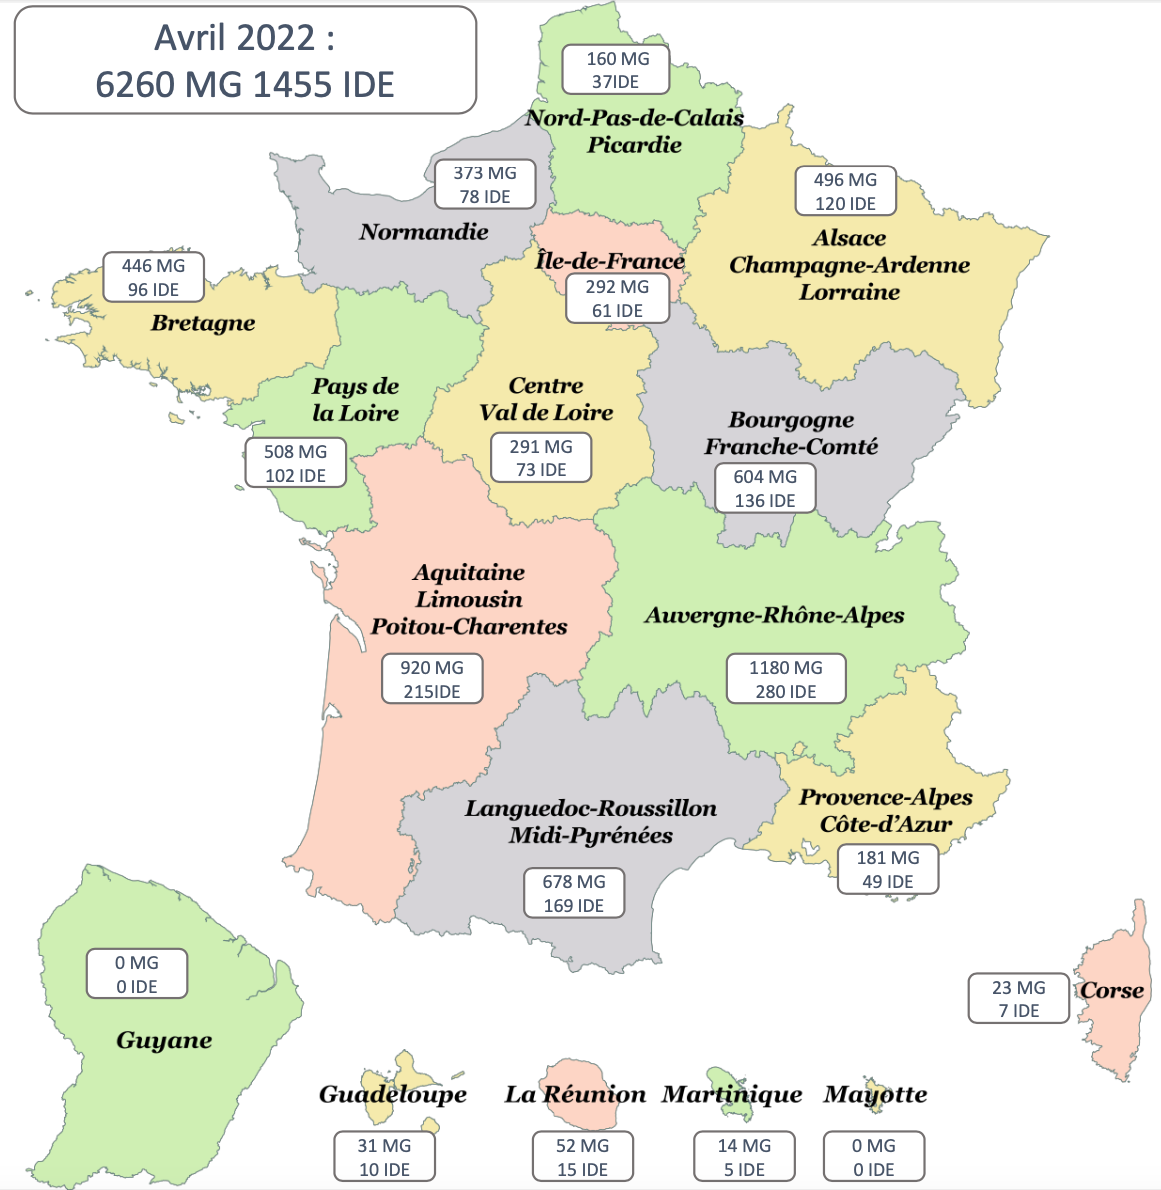 Avril 2022 :
6260 MG 1455 IDE
160 MG
37IDE
Nord-Pas-de-Calais
Picardie
373 MG
78 IDE
Normandie
496 MG
120 IDE
Alsace
Champagne-Ardenne
Lorraine
Île-de-France
292 MG
61 IDE
446 MG
96 IDE
Bretagne
Pays de
la Loire
508 MG
102 IDE
Centre
Val de Loire
291 MG
73 IDE
Bourgogne
Franche-Comté
604 MG
136 IDE
Aquitaine
Limousin
Poitou-Charentes
920 MG
215IDE
Auvergne-Rhône-Alpes
1180 MG
280 IDE
Languedoc-Roussillon
Midi-Pyrénées
678 MG
169 IDE
Provence-Alpes
Côte-d'Azur
181 MG
49 IDE
0 MG
0 IDE
Guyane
23 MG
7 IDE
Corse
Guadeloupe
31 MG
10 IDE
La Réunion
52 MG
15 IDE
Martinique
14 MG
5 IDE
Mayotte
0 MG
0 IDE